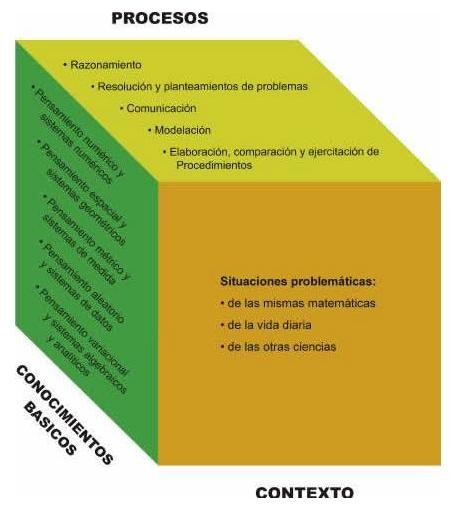 PROCESOS
• Razonamiento
• Resolución y planteamientos de problemas
• Comunicación
• Modelación
• Elaboración, comparación y ejercitación de
Procedimientos
• Pensamiento numérico y
sistemas numéricos
• Pensamiento espacial y
sistemas geométricos
• Pensamiento métrico y
sistemas de medida
• Pensamiento aleatorio
y sistemas de datos
• Pensamiento variacional
y sistemas algebraicos
y analíticos
Situaciones problemáticas:
• de las mismas matemáticas
• de la vida diaria
• de las otras ciencias
CONOCIMIENTOS
BASICOS
CONTEXTO